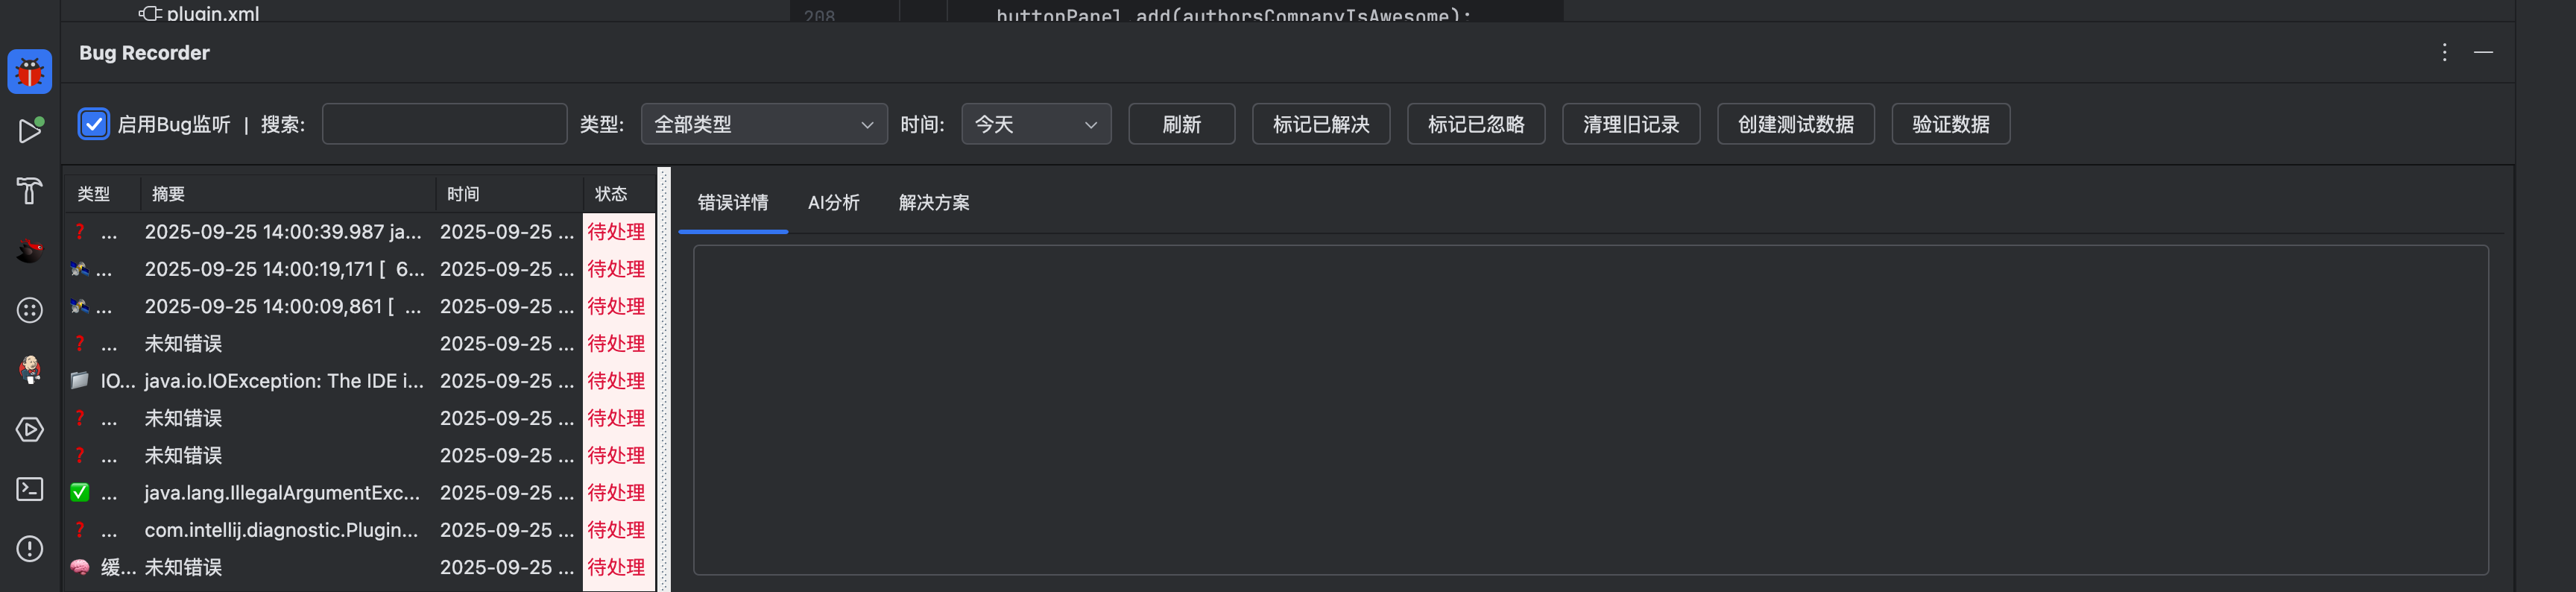 plugin.xml
208 buttonPanel.add(authorsCompanyIsAwesome);
Bug Recorder
启用Bug监听 | 搜索: 类型: 全部类型 时间: 今天 刷新 标记已解决 标记已忽略 清理旧记录 创建测试数据 验证数据
类型 摘要 时间 状态
错误详情 AI分析 解决方案
❓ ... 2025-09-25 14:00:39.987 ja... 2025-09-25 ... 待处理
... 2025-09-25 14:00:19,171 [ 6... 2025-09-25 ... 待处理
... 2025-09-25 14:00:09,861 [ ... 2025-09-25 ... 待处理
❓ ... 未知错误 2025-09-25 ... 待处理
IO... java.io.IOException: The IDE i... 2025-09-25 ... 待处理
❓ ... 未知错误 2025-09-25 ... 待处理
❓ ... 未知错误 2025-09-25 ... 待处理
... java.lang.IllegalArgumentExc... 2025-09-25 ... 待处理
❓ ... com.intellij.diagnostic.Plugin... 2025-09-25 ... 待处理
缓... 未知错误 2025-09-25 ... 待处理